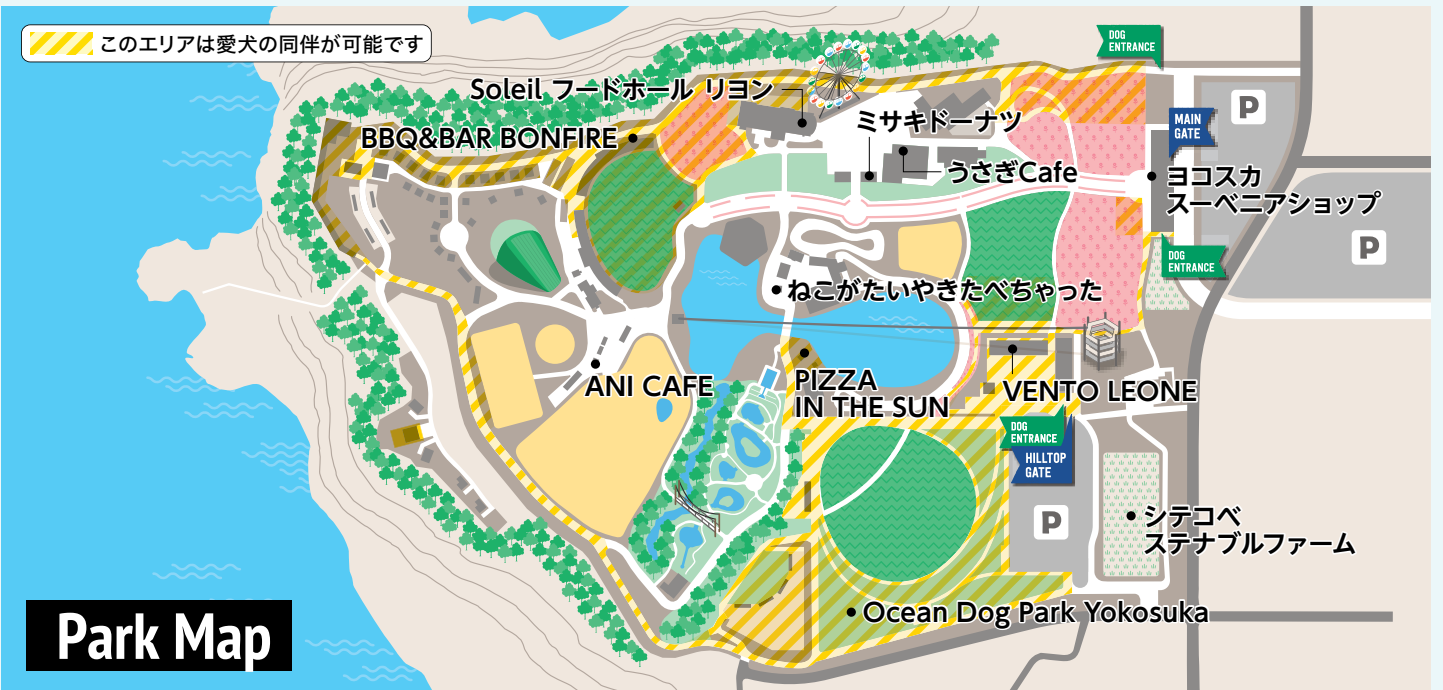 このエリアは愛犬の同伴が可能です
DOG
ENTRANCE
Soleil フードホール リヨン
P
MAIN
GATE
ミサキドーナツ
BBQ&BAR BONFIRE
うさぎCafe
ヨコスカ
スーベニアショップ
P
DOG
ENTRANCE
ねこがたいやきたべちゃった
ANI CAFE
PIZZA
IN THE SUN
VENTO LEONE
DOG
ENTRANCE
HILLTOP
GATE
P
シテコベ
ステナブルファーム
Ocean Dog Park Yokosuka
Park Map